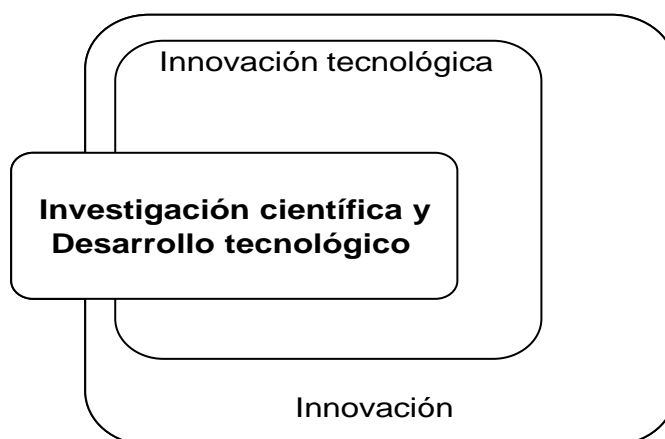 Innovación tecnológica
Investigación científica y
Desarrollo tecnológico
Innovación